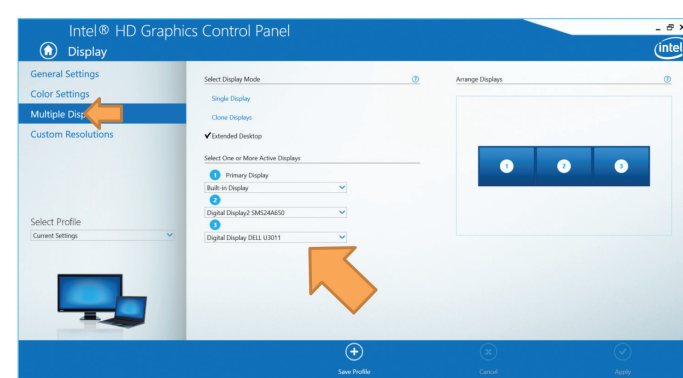 Intel® HD Graphics Control Panel
Display
intel
General Settings
Color Settings
Multiple Disp
Custom Resolutions
Select Profile
Current Settings
Select Display Mode
Single Display
Clone Displays
Extended Desktop
Select One or More Active Displays
1 Primary Display
Built-in Display
2
Digital Display2 SMS24A650
3
Digital Display DELL U3011
Arrange Displays
1 2 3
Save Profile
Cancel
Apply